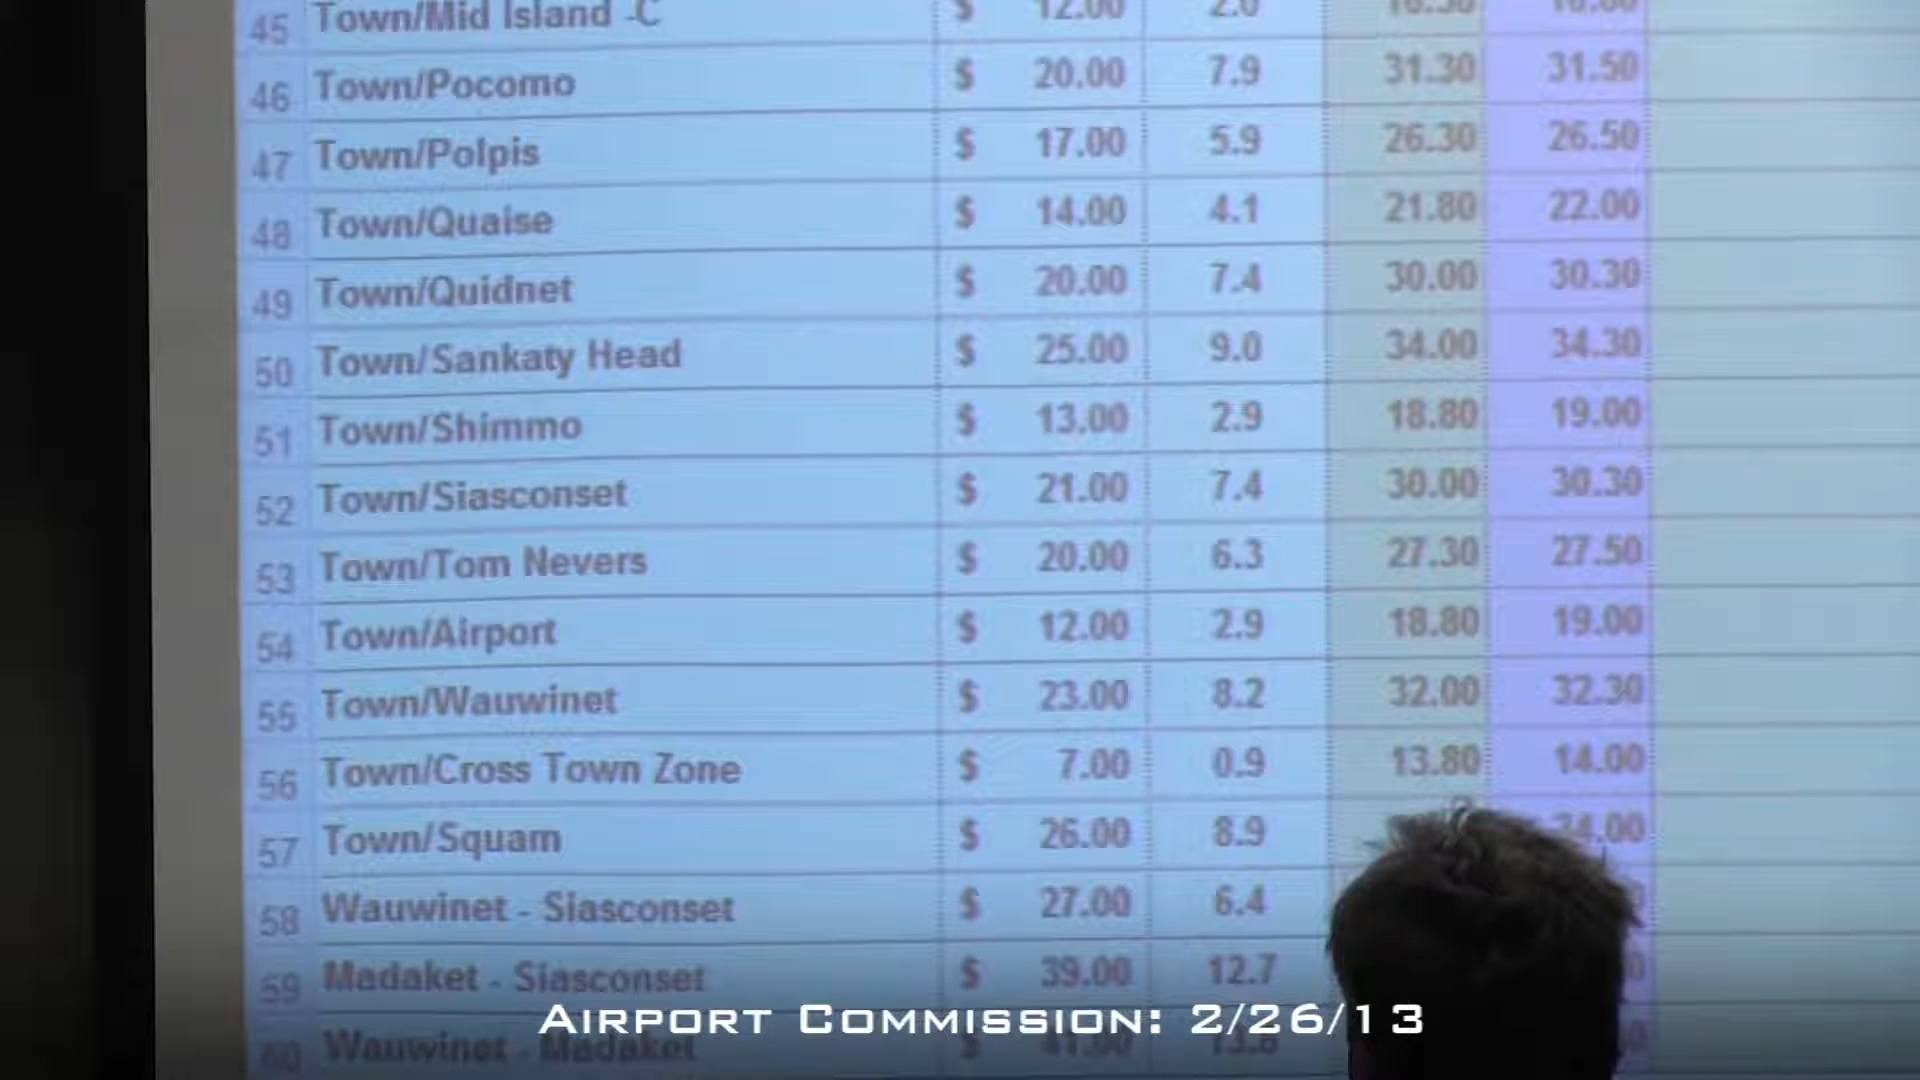 45 Town/Mid Island -C $ 12.00 2.0
46 Town/Pocomo $ 20.00 7.9 31.30 31.50
47 Town/Polpis $ 17.00 5.9 26.30 26.50
48 Town/Quaise $ 14.00 4.1 21.80 22.00
49 Town/Quidnet $ 20.00 7.4 30.00 30.30
50 Town/Sankaty Head $ 25.00 9.0 34.00 34.30
51 Town/Shimmo $ 13.00 2.9 18.80 19.00
52 Town/Siasconset $ 21.00 7.4 30.00 30.30
53 Town/Tom Nevers $ 20.00 6.3 27.30 27.50
54 Town/Airport $ 12.00 2.9 18.80 19.00
55 Town/Wauwinet $ 23.00 8.2 32.00 32.30
56 Town/Cross Town Zone $ 7.00 0.9 13.80 14.00
57 Town/Squam $ 26.00 8.9 34.00
58 Wauwinet - Siasconset $ 27.00 6.4
59 Madaket - Siasconset $ 39.00 12.7
Airport Commission: 2/26/13
60 Wauwinet - Madaket $ 41.00